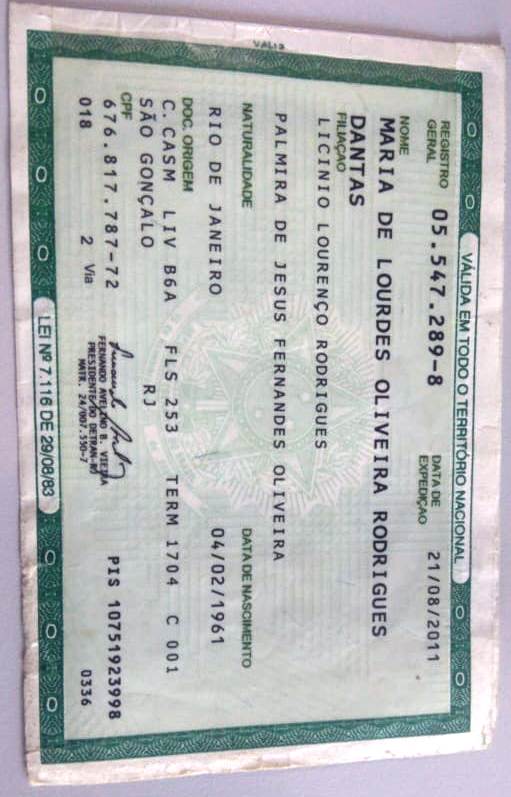 VÁLIDA EM TODO O TERRITÓRIO NACIONAL
REGISTRO GERAL 05.547.289-8 DATA DE EXPEDIÇÃO 21/08/2011
NOME
MARIA DE LOURDES OLIVEIRA RODRIGUES
DANTAS
FILIAÇÃO
LICINIO LOURENÇO RODRIGUES
PALMIRA DE JESUS FERNANDES OLIVEIRA
NATURALIDADE DATA DE NASCIMENTO
RIO DE JANEIRO 04/02/1961
DOC. ORIGEM
C. CASM LIV B6A FLS 253 TERM 1704 C 001
SÃO GONÇALO RJ
CPF
676.817.787-72 PIS 10751923998
018 2 Via 0336
FERNANDO AVELINO B. VIEIRA
PRESIDENTE DO DETRAN-RJ
MATR. 24/007.550-7
LEI Nº 7.116 DE 29/08/83